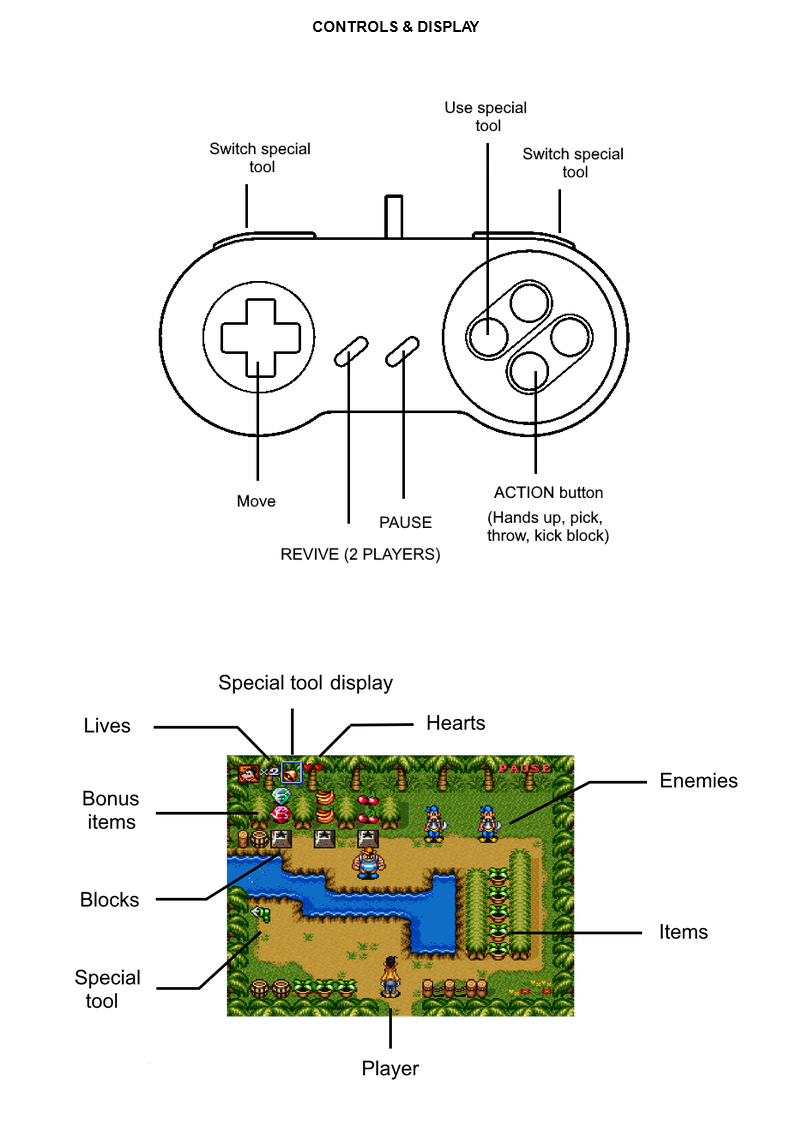 CONTROLS & DISPLAY
Use special
tool
Switch special
tool
Switch special
tool
Move
PAUSE
REVIVE (2 PLAYERS)
ACTION button
(Hands up, pick,
throw, kick block)
Special tool display
Lives
Hearts
Bonus
items
Enemies
Blocks
Items
Special
tool
Player
×2
PAUSE